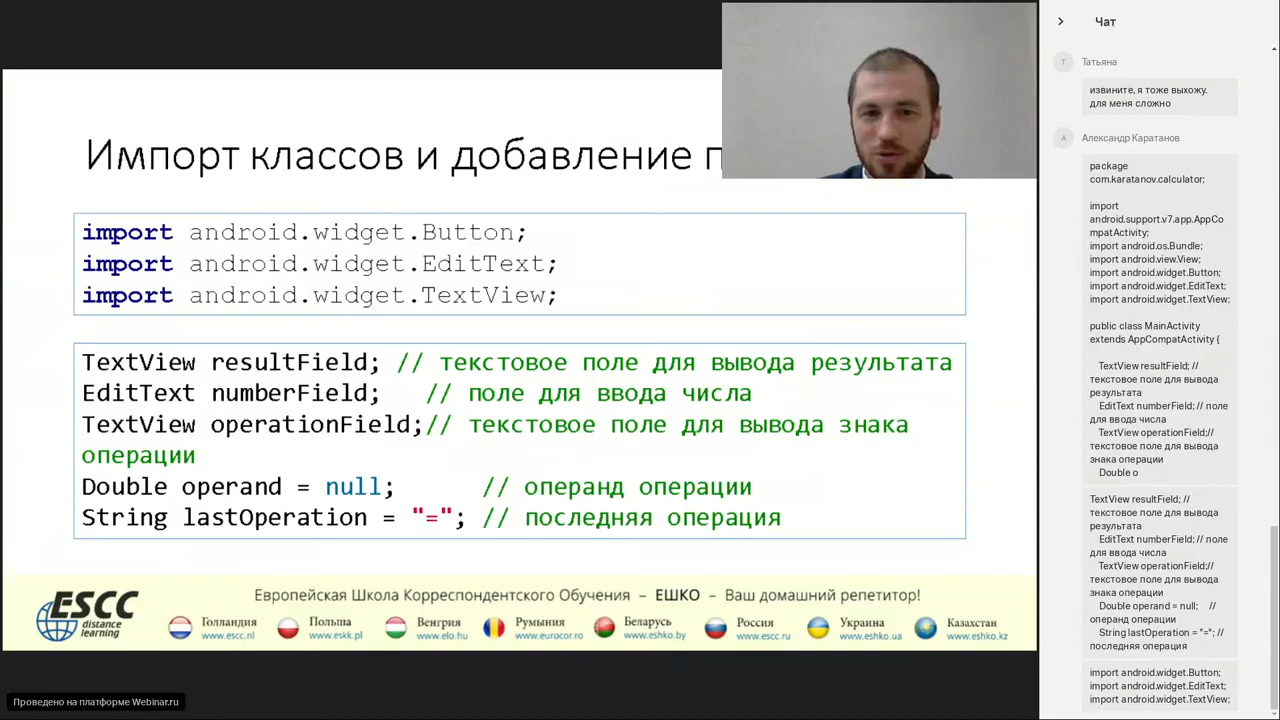 Импорт классов и добавление п
import android.widget.Button;
import android.widget.EditText;
import android.widget.TextView;
TextView resultField; // текстовое поле для вывода результата
EditText numberField; // поле для ввода числа
TextView operationField;// текстовое поле для вывода знака
операции
Double operand = null; // операнд операции
String lastOperation = "="; // последняя операция
ESCC
distance
learning
Европейская Школа Корреспондентского Обучения – ЕШКО – Ваш домашний репетитор!
Голландия
www.escc.nl
Польша
www.eskk.pl
Венгрия
www.elo.hu
Румыния
www.eurocor.ro
Беларусь
www.eshko.by
Россия
www.escc.ru
Украина
www.eshko.ua
Казахстан
www.eshko.kz
Проведено на платформе Webinar.ru
Чат
Т
Татьяна
извините, я тоже выхожу.
для меня сложно
А
Александр Каратанов
package
com.karatanov.calculator;
import
android.support.v7.app.AppCo
mpatActivity;
import android.os.Bundle;
import android.view.View;
import android.widget.Button;
import android.widget.EditText;
import android.widget.TextView;
public class MainActivity
extends AppCompatActivity {
TextView resultField; //
текстовое поле для вывода
результата
EditText numberField; // поле
для ввода числа
TextView operationField;//
текстовое поле для вывода
знака операции
Double o
TextView resultField; //
текстовое поле для вывода
результата
EditText numberField; // поле
для ввода числа
TextView operationField;//
текстовое поле для вывода
знака операции
Double operand = null; //
операнд операции
String lastOperation = "="; //
последняя операция
import android.widget.Button;
import android.widget.EditText;
import android.widget.TextView;